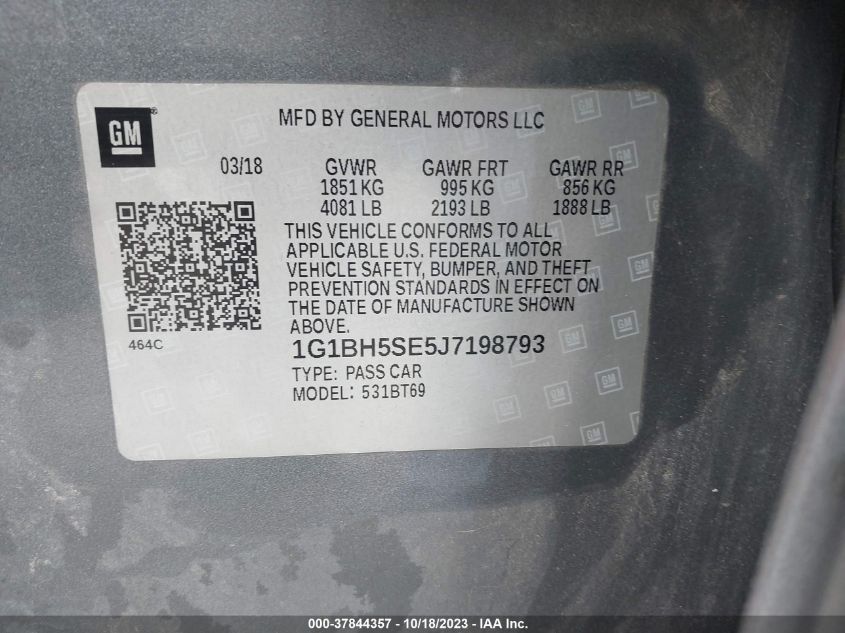 GM
MFD BY GENERAL MOTORS LLC
03/18 GVWR GAWR FRT GAWR RR
1851 KG 995 KG 856 KG
4081 LB 2193 LB 1888 LB
THIS VEHICLE CONFORMS TO ALL
APPLICABLE U.S. FEDERAL MOTOR
VEHICLE SAFETY, BUMPER, AND THEFT
PREVENTION STANDARDS IN EFFECT ON
THE DATE OF MANUFACTURE SHOWN
ABOVE.
464C
1G1BH5SE5J7198793
TYPE: PASS CAR
MODEL: 531BT69
000-37844357 - 10/18/2023 - IAA Inc.